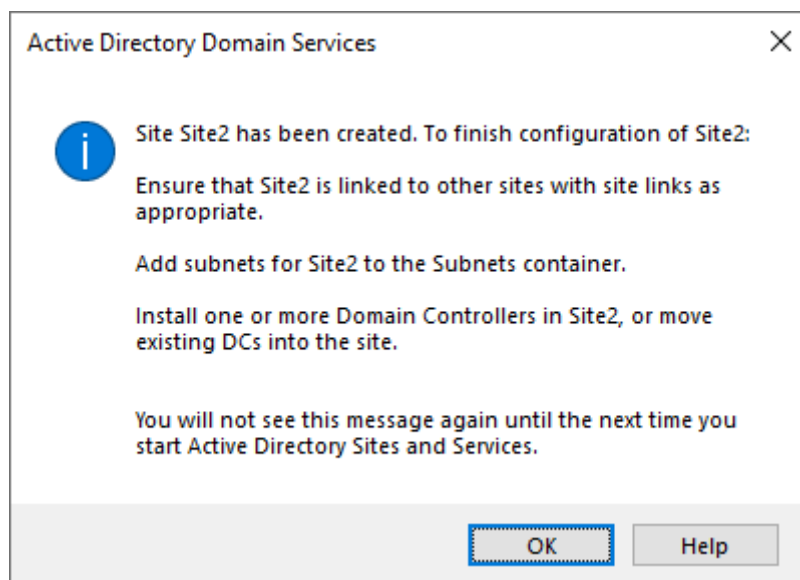 Active Directory Domain Services
Site Site2 has been created. To finish configuration of Site2:
Ensure that Site2 is linked to other sites with site links as
appropriate.
Add subnets for Site2 to the Subnets container.
Install one or more Domain Controllers in Site2, or move
existing DCs into the site.
You will not see this message again until the next time you
start Active Directory Sites and Services.
OK
Help